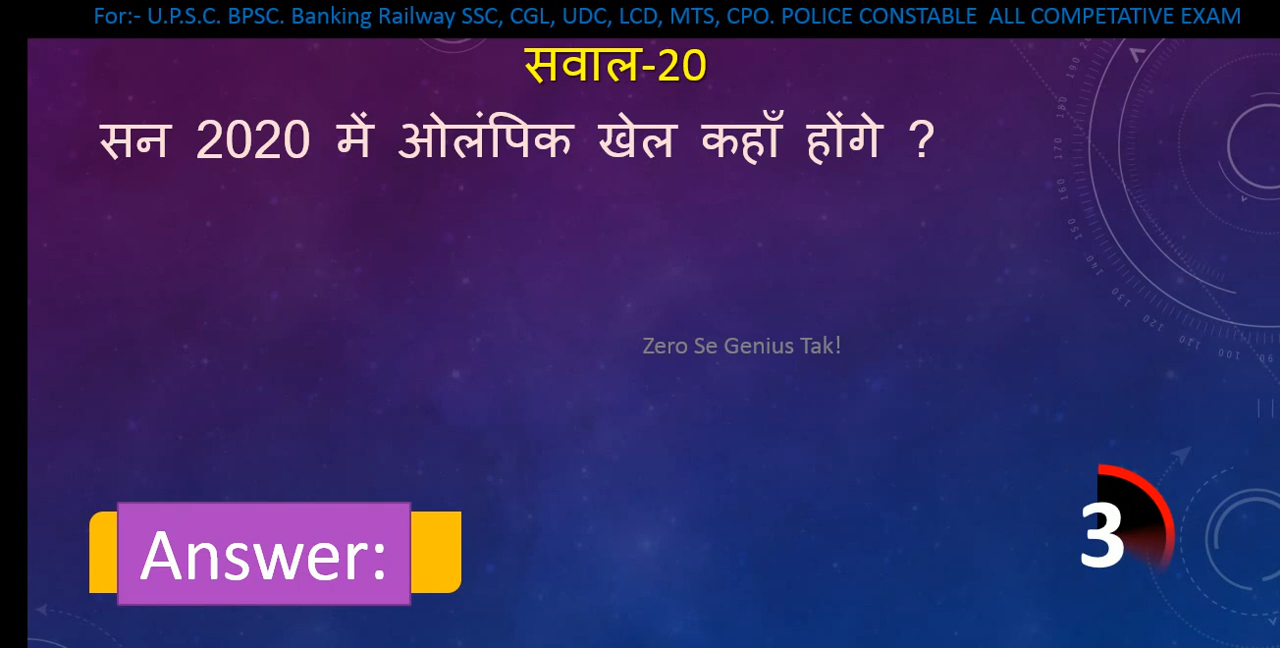 For:- U.P.S.C. BPSC. Banking Railway SSC, CGL, UDC, LCD, MTS, CPO. POLICE CONSTABLE  ALL COMPETATIVE EXAM
सवाल-20
सन 2020 में ओलंपिक खेल कहाँ होंगे ?
Zero Se Genius Tak!
Answer:
3